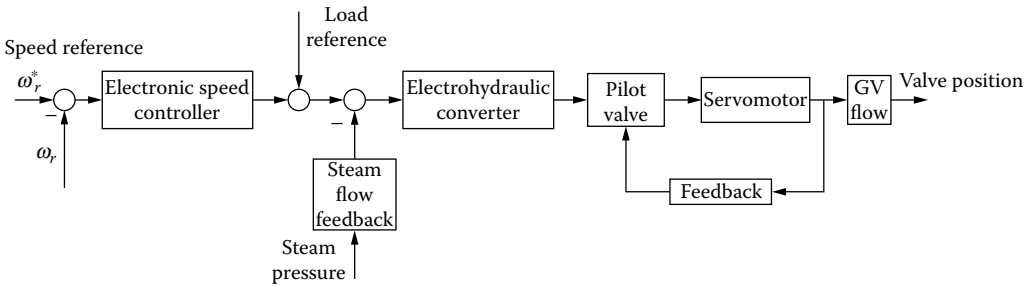 Load
reference
Speed reference
ω*r
Electronic speed
controller
Electrohydraulic
converter
Pilot
valve
Servomotor
GV
flow
Valve position
−
−
ωr
Steam
flow
feedback
Feedback
Steam
pressure